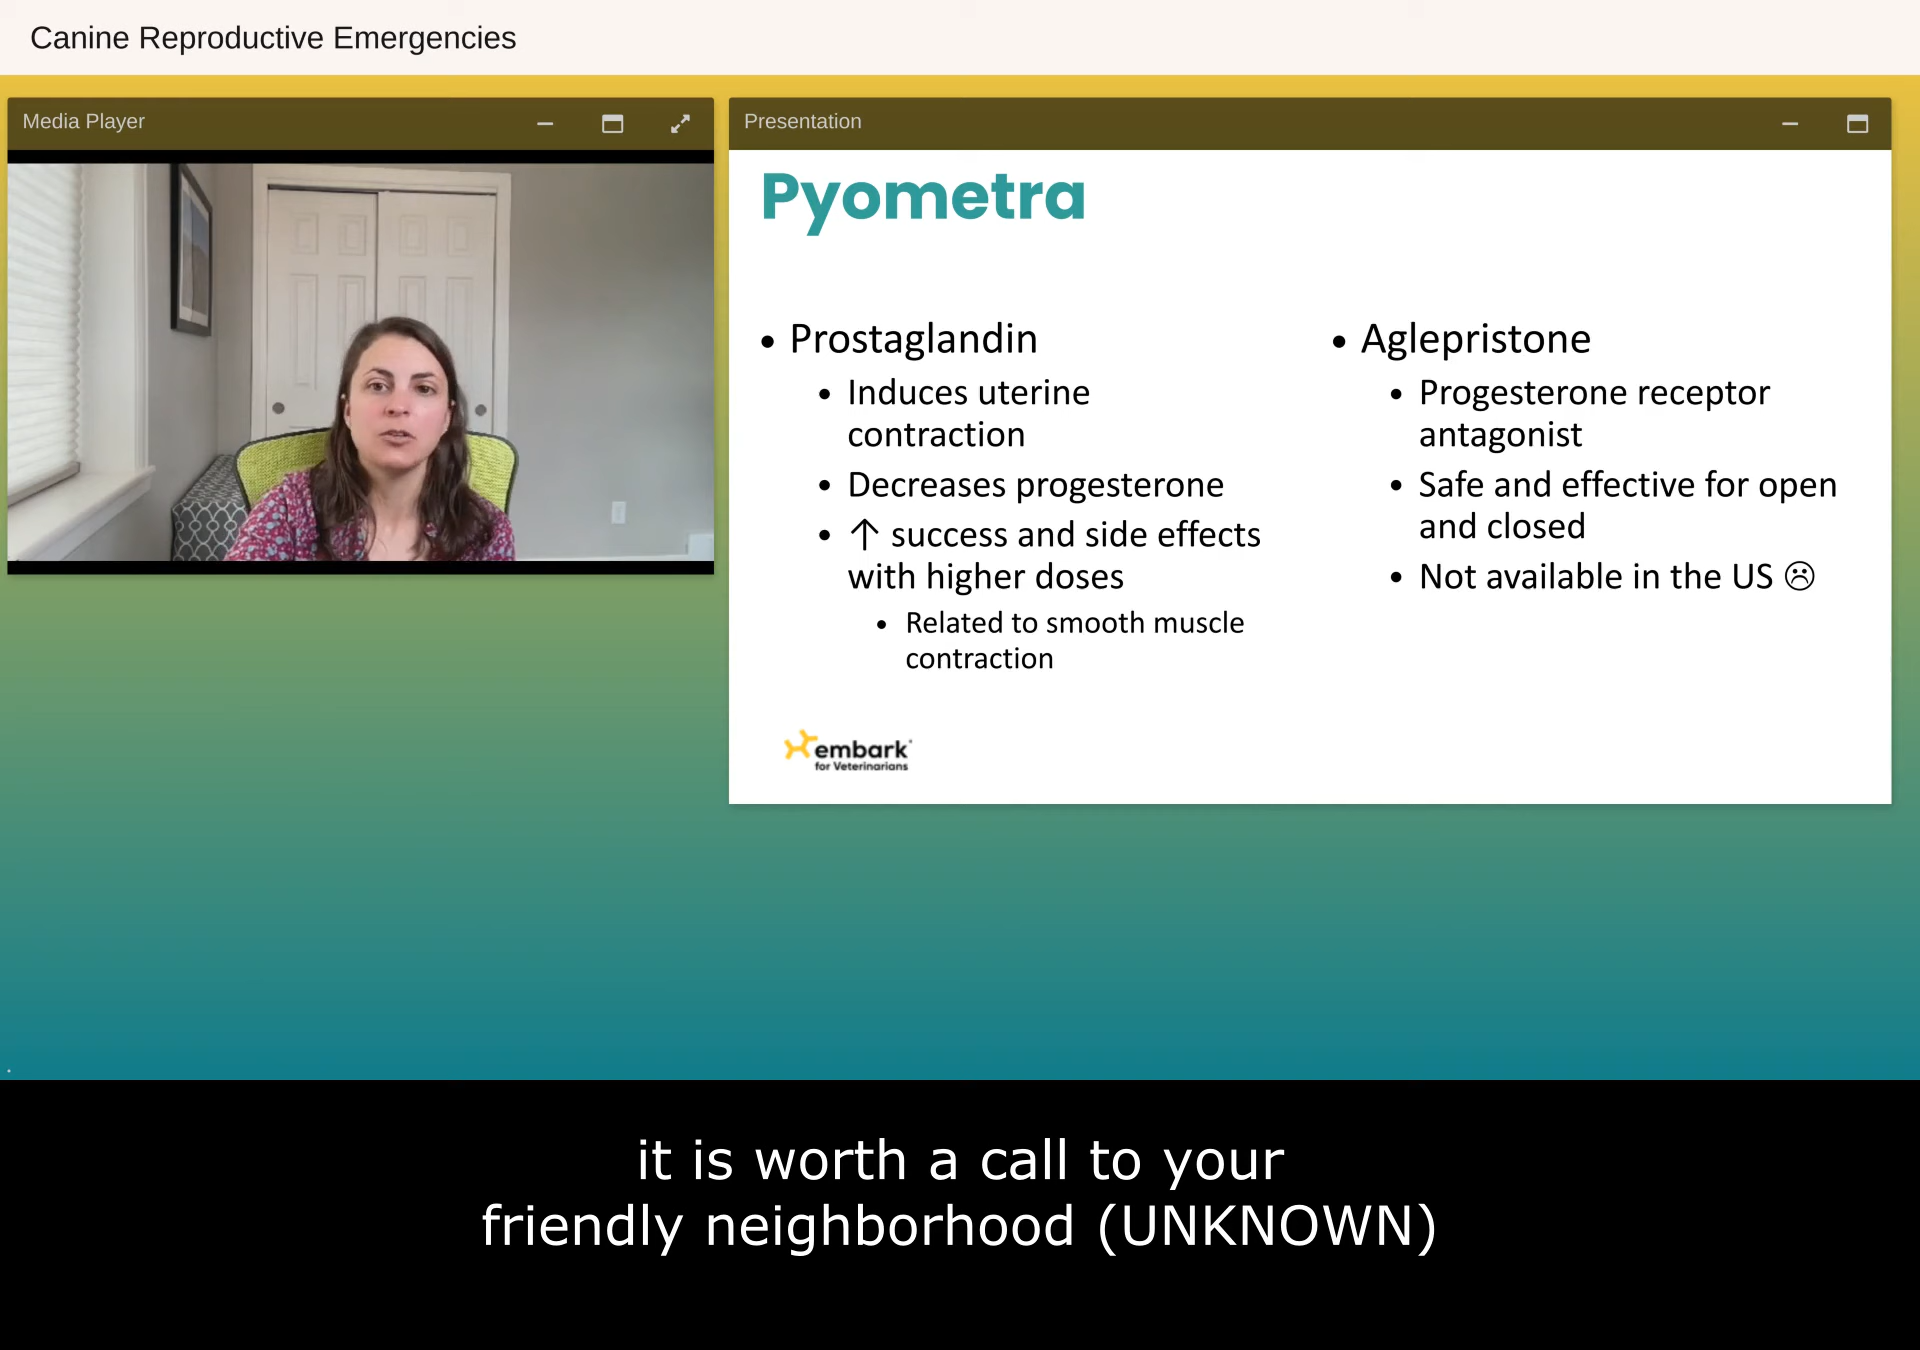 Canine Reproductive Emergencies
Media Player
Presentation
Pyometra
• Prostaglandin
• Induces uterine
contraction
• Decreases progesterone
• ↑ success and side effects
with higher doses
• Related to smooth muscle
contraction
• Aglepristone
• Progesterone receptor
antagonist
• Safe and effective for open
and closed
• Not available in the US ☹
embark
for Veterinarians
it is worth a call to your
friendly neighborhood (UNKNOWN)